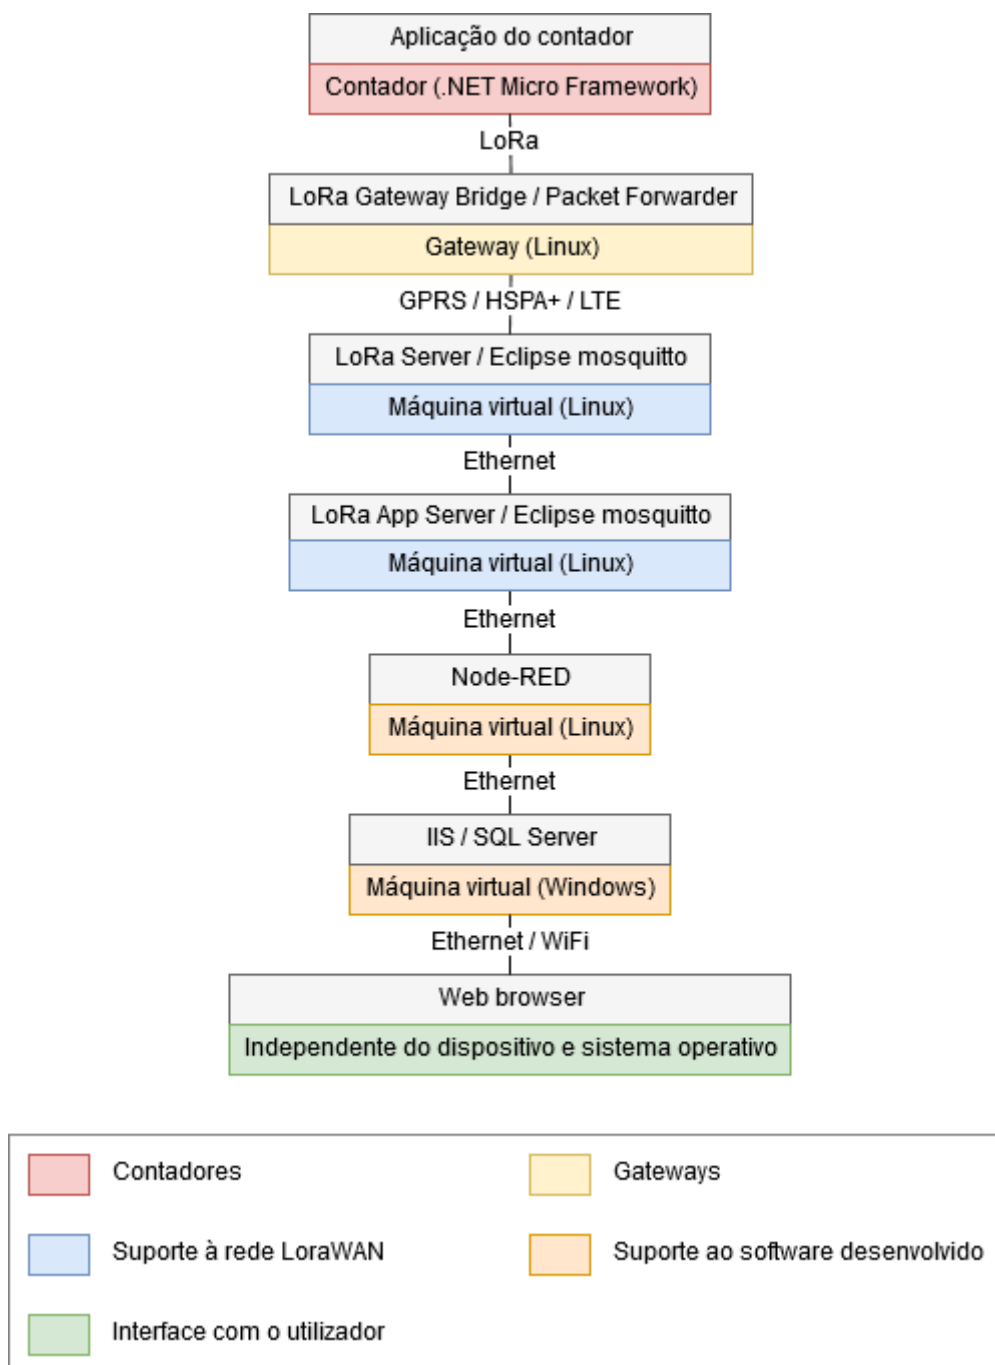 Aplicação do contador
Contador (.NET Micro Framework)
LoRa
LoRa Gateway Bridge / Packet Forwarder
Gateway (Linux)
GPRS / HSPA+ / LTE
LoRa Server / Eclipse mosquitto
Máquina virtual (Linux)
Ethernet
LoRa App Server / Eclipse mosquitto
Máquina virtual (Linux)
Ethernet
Node-RED
Máquina virtual (Linux)
Ethernet
IIS / SQL Server
Máquina virtual (Windows)
Ethernet / WiFi
Web browser
Independente do dispositivo e sistema operativo
Contadores
Gateways
Suporte à rede LoraWAN
Suporte ao software desenvolvido
Interface com o utilizador